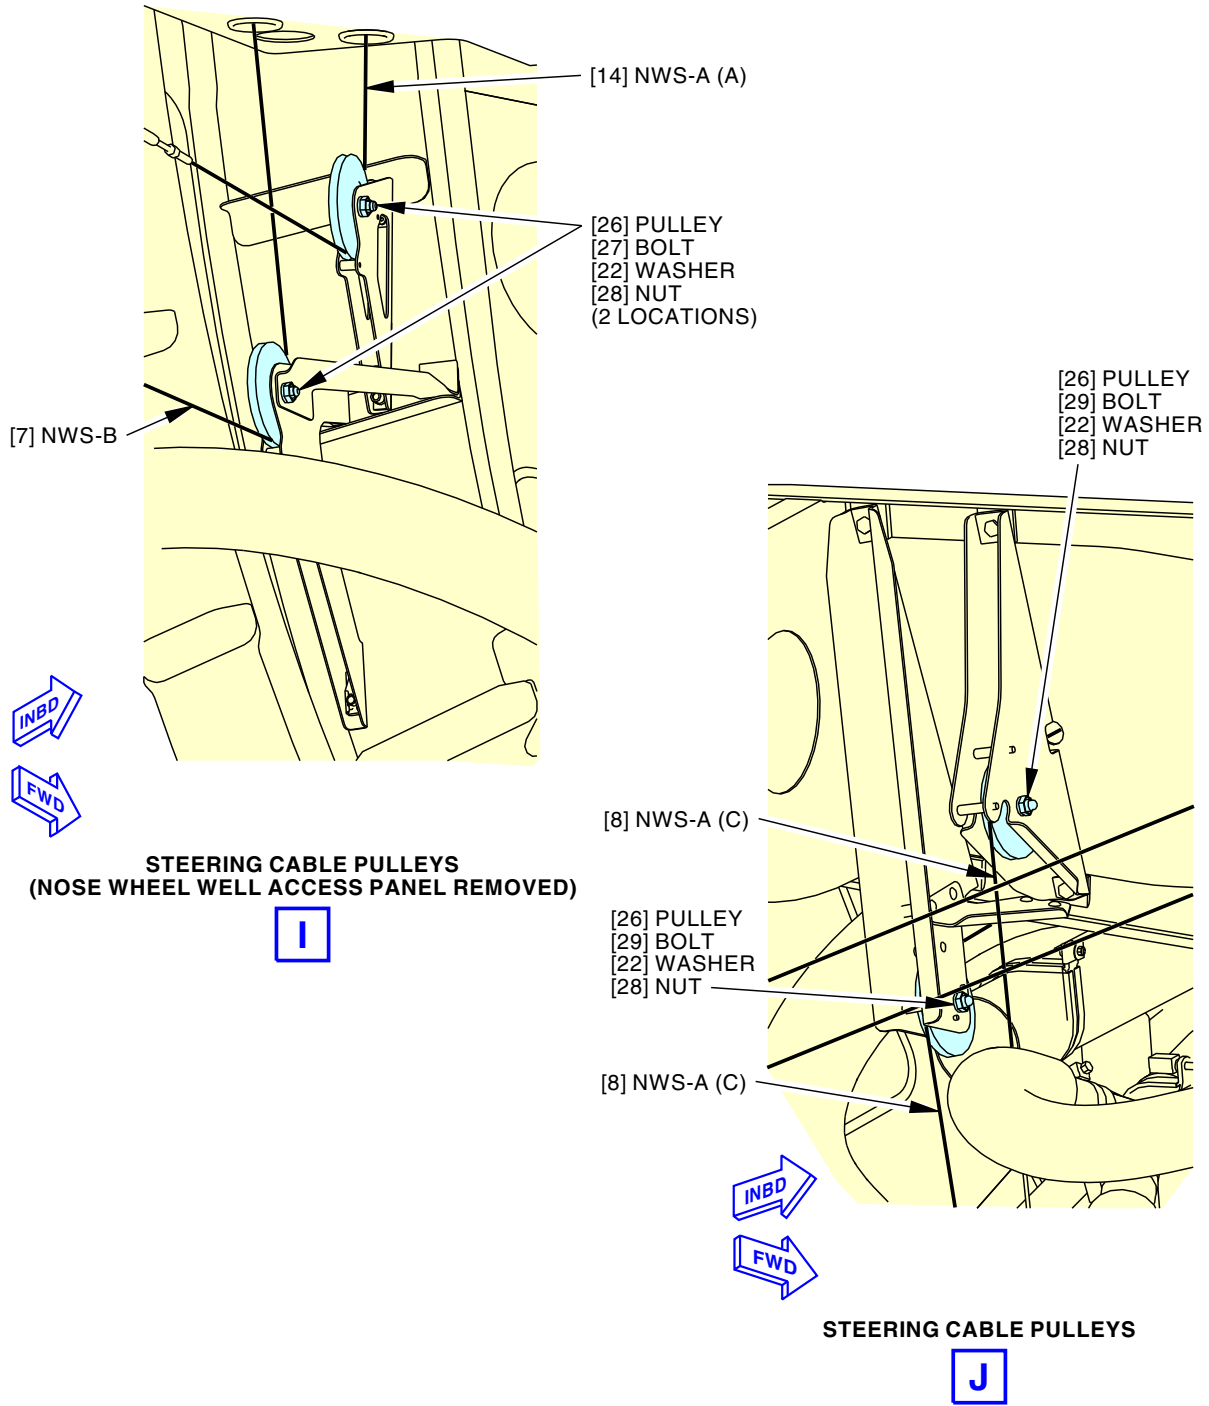 [14] NWS-A (A)
[26] PULLEY
[27] BOLT
[22] WASHER
[28] NUT
(2 LOCATIONS)
[7] NWS-B
INBD
FWD
STEERING CABLE PULLEYS
(NOSE WHEEL WELL ACCESS PANEL REMOVED)
I
[26] PULLEY
[29] BOLT
[22] WASHER
[28] NUT
[8] NWS-A (C)
[26] PULLEY
[29] BOLT
[22] WASHER
[28] NUT
[8] NWS-A (C)
INBD
FWD
STEERING CABLE PULLEYS
J